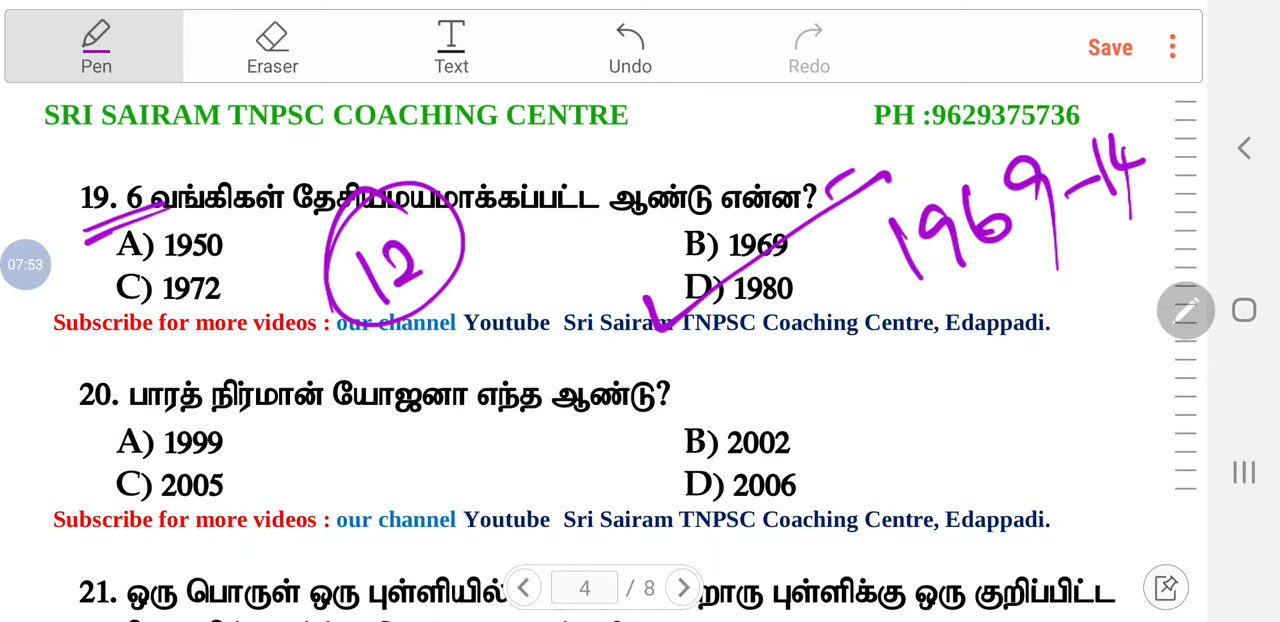 Pen Eraser Text Undo Redo Save
SRI SAIRAM TNPSC COACHING CENTRE PH :9629375736
19. 6 வங்கிகள் தேசியமயமாக்கப்பட்ட ஆண்டு என்ன?
1969-14
A) 1950 B) 1969
12
07:53
C) 1972 D) 1980
Subscribe for more videos : our channel Youtube Sri Sairam TNPSC Coaching Centre, Edappadi.
20. பாரத் நிர்மான் யோஜனா எந்த ஆண்டு?
A) 1999 B) 2002
C) 2005 D) 2006
Subscribe for more videos : our channel Youtube Sri Sairam TNPSC Coaching Centre, Edappadi.
21. ஒரு பொருள் ஒரு புள்ளியில் புள்ளிக்கு ஒரு குறிப்பிட்ட
4 / 8